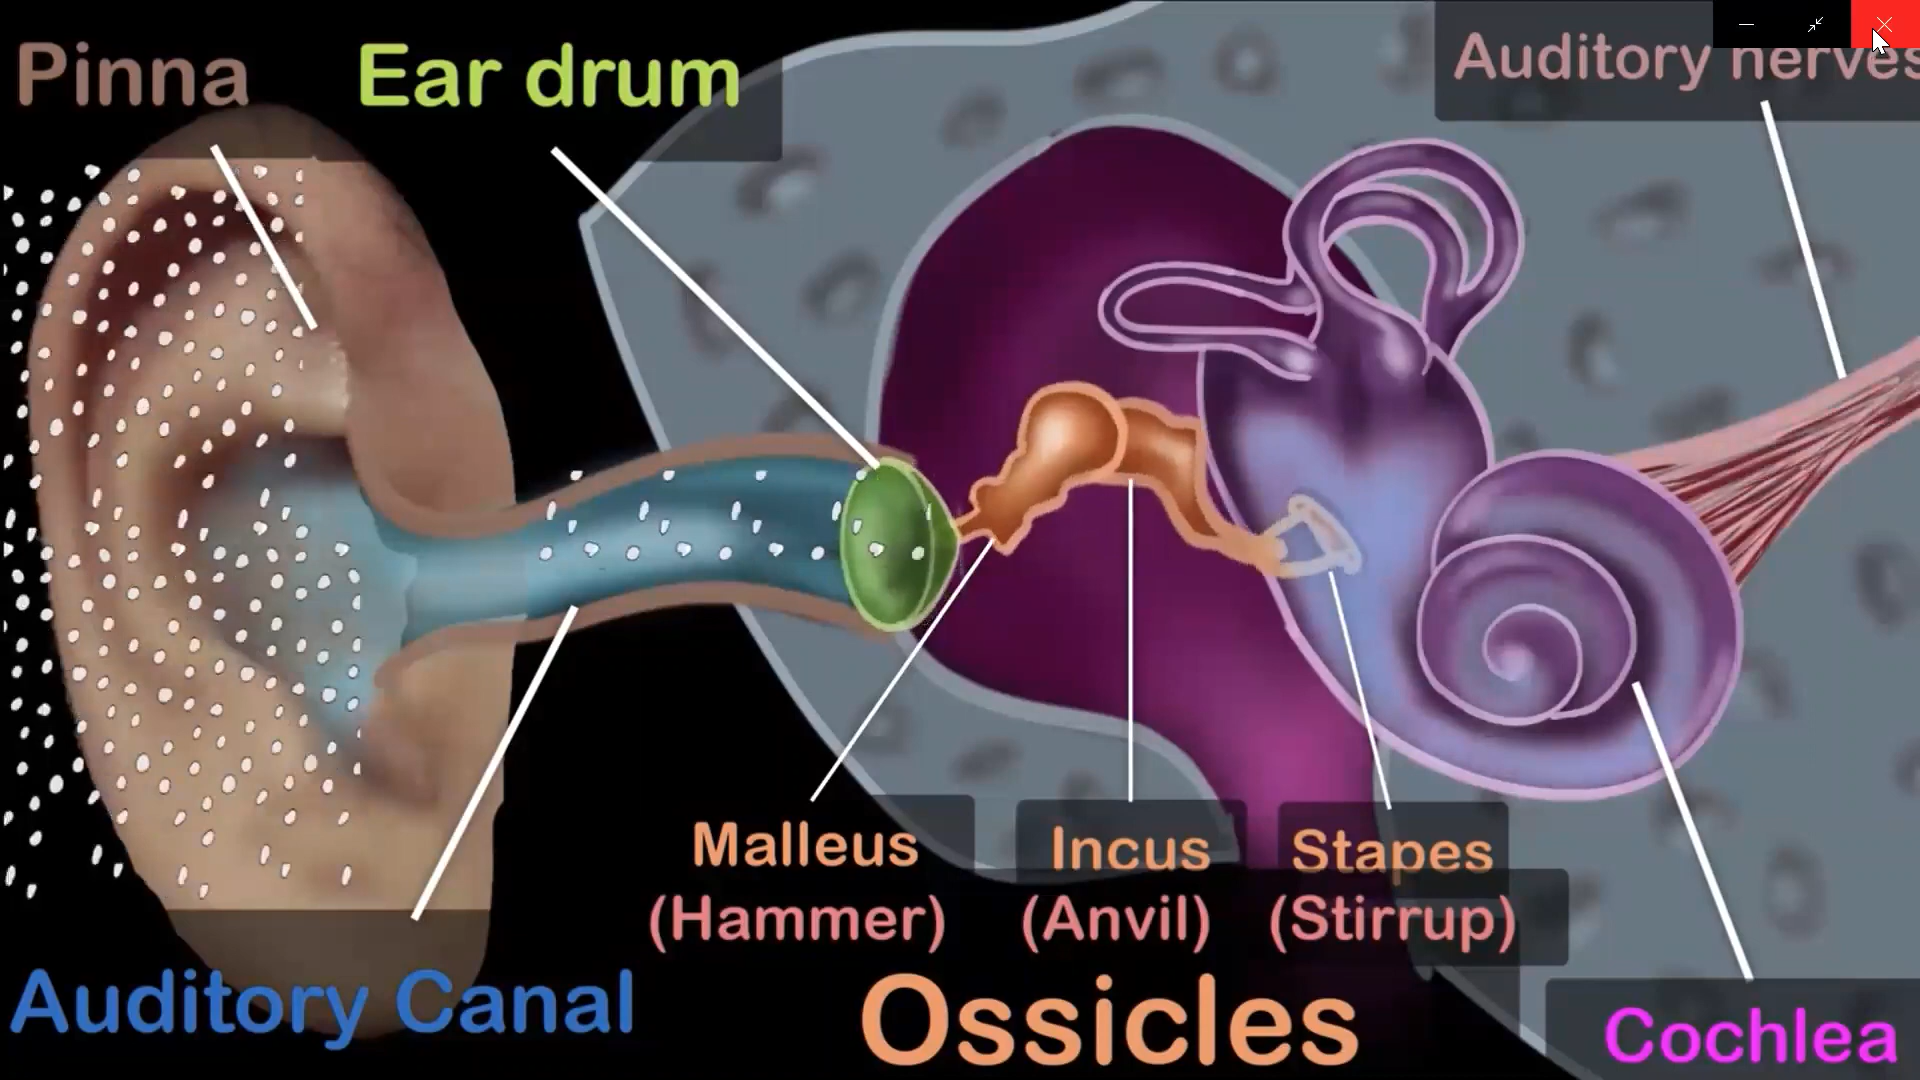 Pinna
Ear drum
Auditory nerves
Malleus
(Hammer)
Incus
(Anvil)
Stapes
(Stirrup)
Auditory Canal
Ossicles
Cochlea